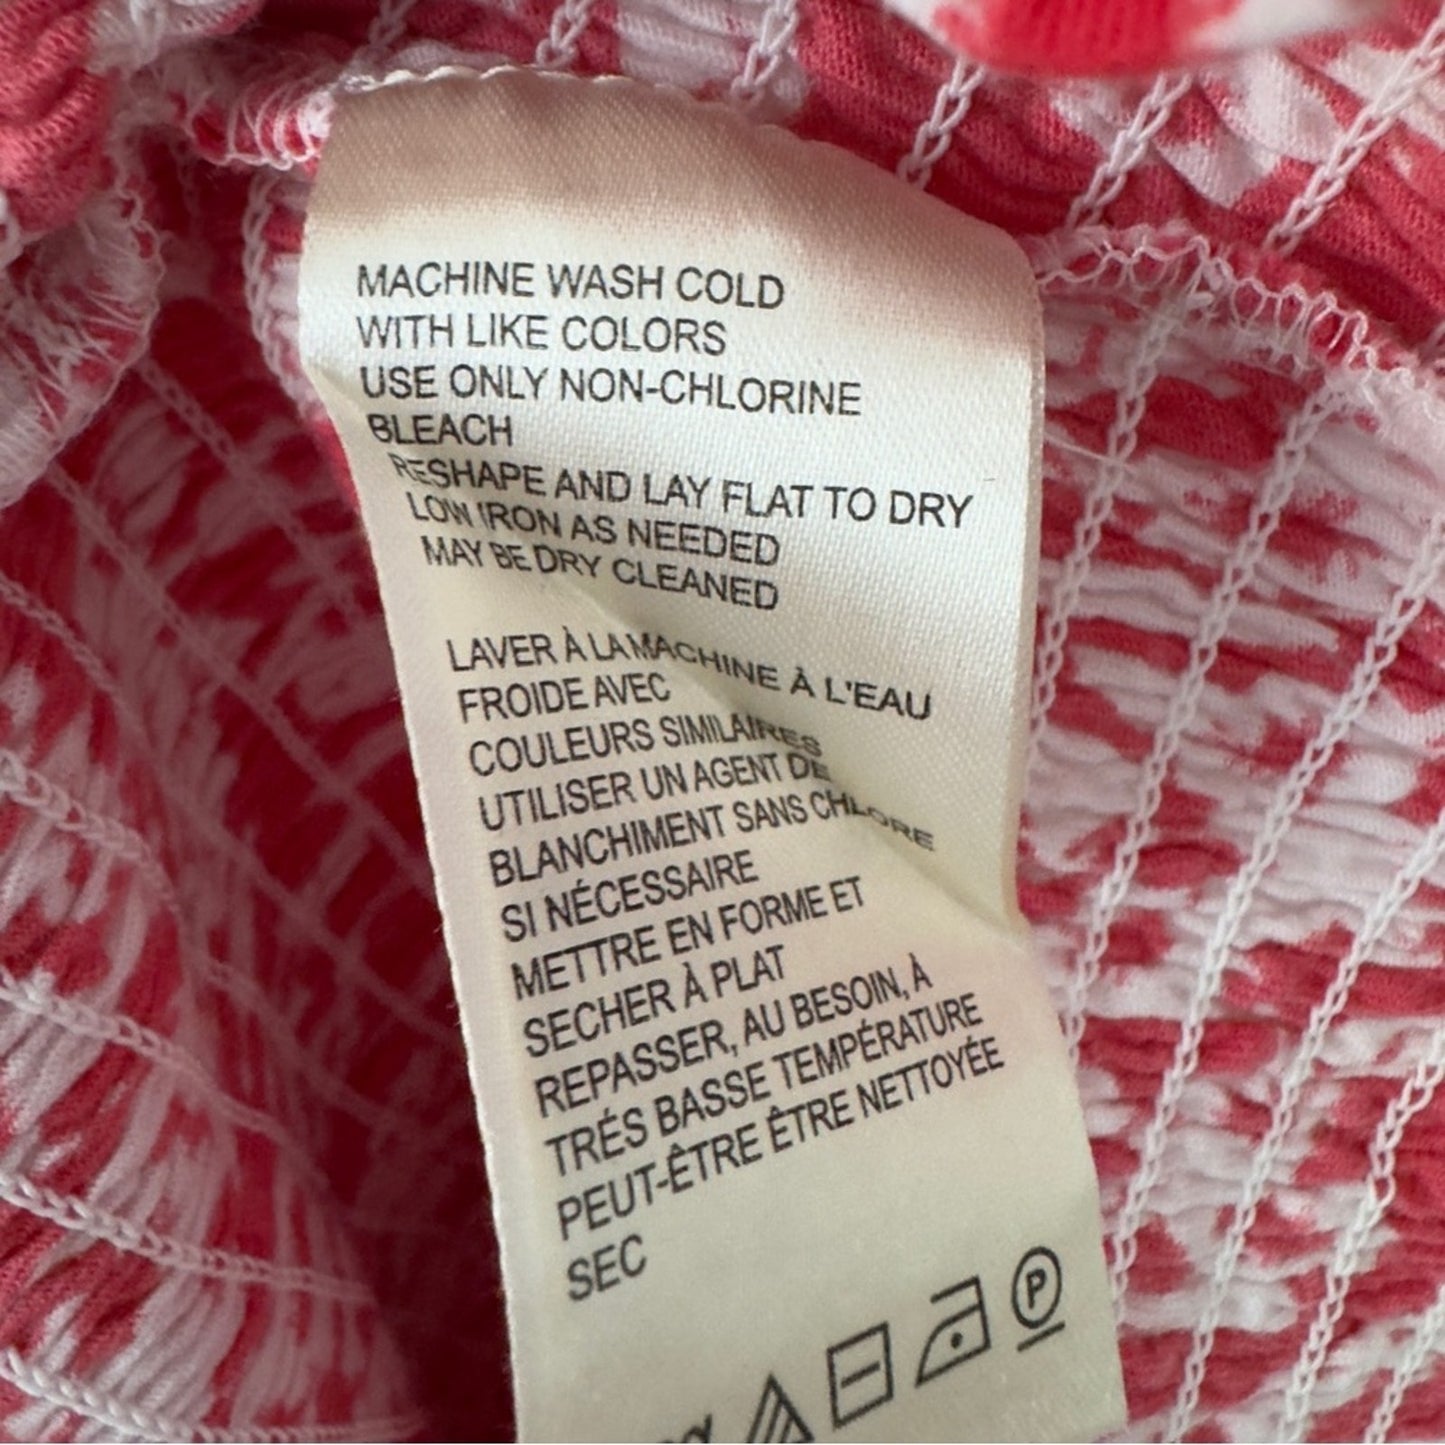 MACHINE WASH COLD
WITH LIKE COLORS
USE ONLY NON-CHLORINE
BLEACH
RESHAPE AND LAY FLAT TO DRY
LOW IRON AS NEEDED
MAY BE DRY CLEANED
LAVER À LA MACHINE À L'EAU
FROIDE AVEC
COULEURS SIMILAIRES
UTILISER UN AGENT DE
BLANCHIMENT SANS CHLORE
SI NÉCESSAIRE
METTRE EN FORME ET
SECHER À PLAT
REPASSER, AU BESOIN, À
TRÉS BASSE TEMPÉRATURE
PEUT-ÊTRE ÊTRE NETTOYÉE
SEC
P